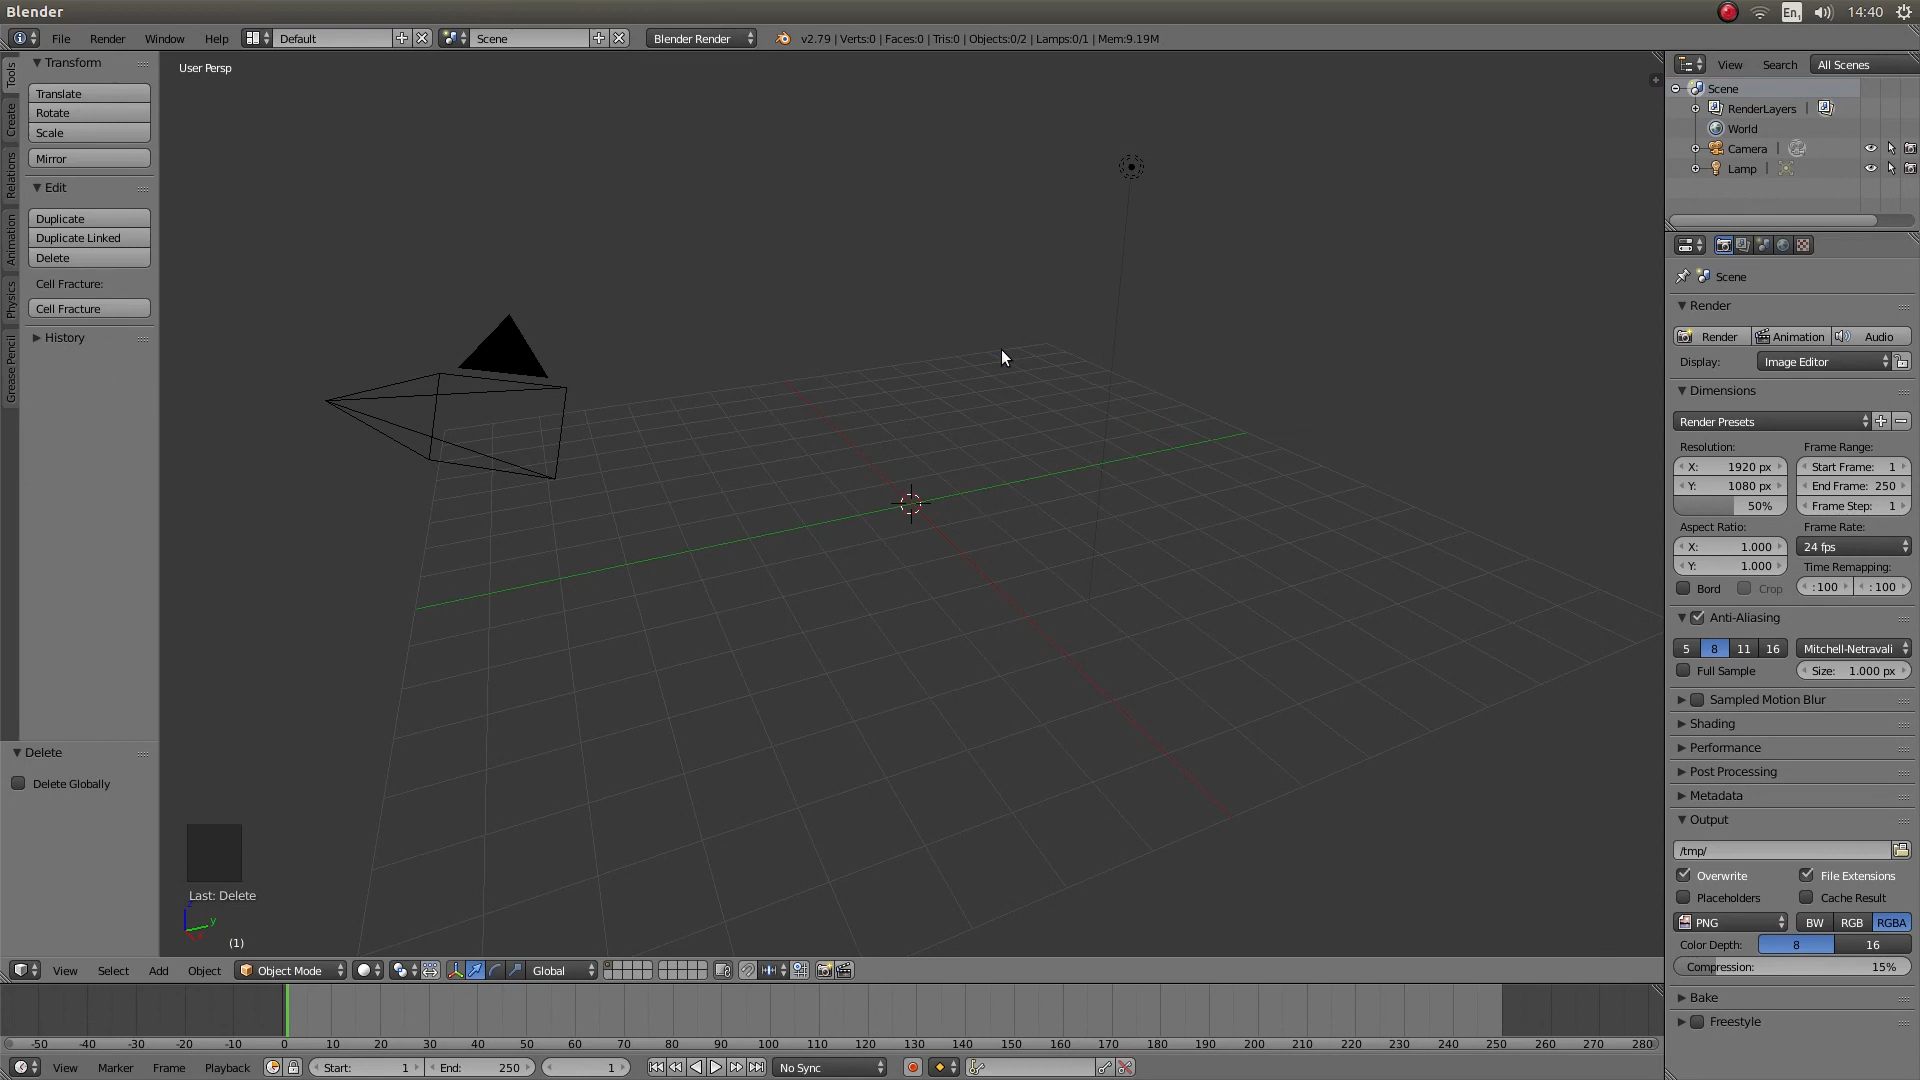 Blender
En1
14:40
File Render Window Help
Default
Scene
Blender Render
v2.79 | Verts:0 | Faces:0 | Tris:0 | Objects:0/2 | Lamps:0/1 | Mem:9.19M
Tools
Create
Relations
Animation
Physics
Grease Pencil
Transform
Translate
Rotate
Scale
Mirror
Edit
Duplicate
Duplicate Linked
Delete
Cell Fracture:
Cell Fracture
History
Delete
Delete Globally
User Persp
Last: Delete
y
(1)
View Select Add Object
Object Mode
Global
-50 -40 -30 -20 -10 0 10 20 30 40 50 60 70 80 90 100 110 120 130 140 150 160 170 180 190 200 210 220 230 240 250 260 270 280
View Marker Frame Playback
Start: 1
End: 250
1
No Sync
View Search All Scenes
Scene
RenderLayers |
World
Camera |
Lamp |
Scene
Render
Render Animation Audio
Display: Image Editor
Dimensions
Render Presets
Resolution: Frame Range:
X: 1920 px Start Frame: 1
Y: 1080 px End Frame: 250
50% Frame Step: 1
Aspect Ratio: Frame Rate:
X: 1.000 24 fps
Y: 1.000 Time Remapping:
Bord Crop :100 : 100
Anti-Aliasing
5 8 11 16 Mitchell-Netravali
Full Sample Size: 1.000 px
Sampled Motion Blur
Shading
Performance
Post Processing
Metadata
Output
/tmp/
Overwrite File Extensions
Placeholders Cache Result
PNG BW RGB RGBA
Color Depth: 8 16
Compression: 15%
Bake
Freestyle